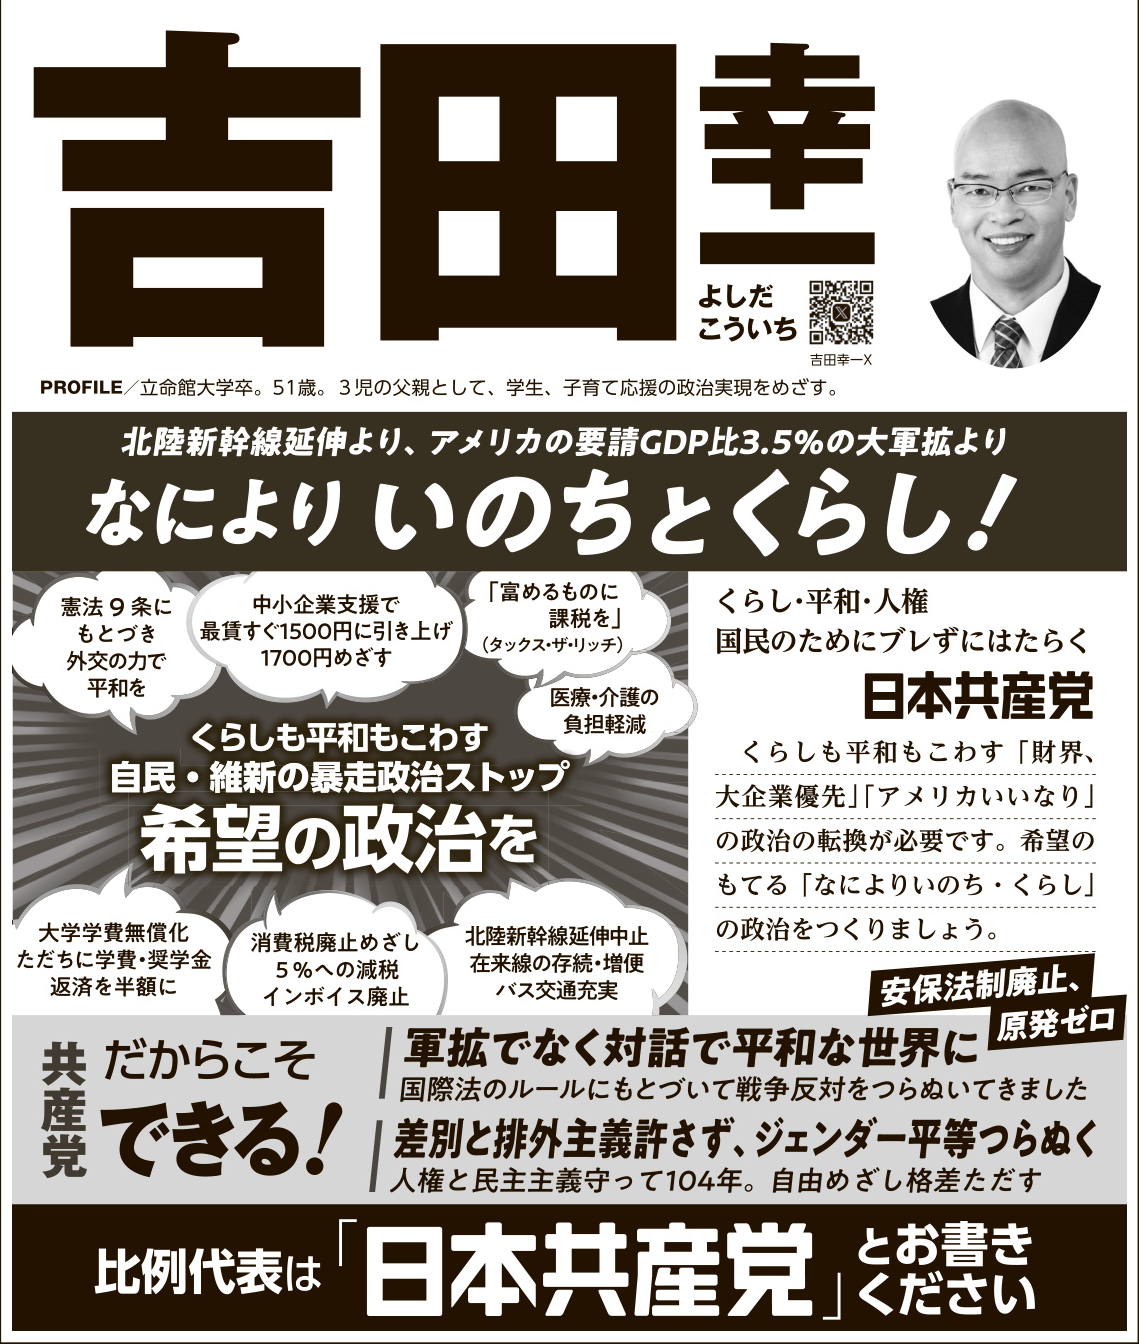 吉田幸一
よしだ
こういち
吉田幸一X
PROFILE／立命館大学卒。51歳。３児の父親として、学生、子育て応援の政治実現をめざす。
北陸新幹線延伸より、アメリカの要請GDP比3.5%の大軍拡より
なによりいのちとくらし！
憲法９条に
もとづき
外交の力で
平和を
中小企業支援で
最賃すぐ1500円に引き上げ
1700円めざす
「富めるものに
課税を」
（タックス・ザ・リッチ）
医療・介護の
負担軽減
くらしも平和もこわす
自民・維新の暴走政治ストップ
希望の政治を
大学学費無償化
ただちに学費・奨学金
返済を半額に
消費税廃止めざし
５%への減税
インボイス廃止
北陸新幹線延伸中止
在来線の存続・増便
バス交通充実
くらし・平和・人権
国民のためにブレずにはたらく
日本共産党
くらしも平和もこわす「財界、
大企業優先」「アメリカいいなり」
の政治の転換が必要です。希望の
もてる「なによりいのち・くらし」
の政治をつくりましょう。
安保法制廃止、
原発ゼロ
共産党
だからこそ
できる！
軍拡でなく対話で平和な世界に
国際法のルールにもとづいて戦争反対をつらぬいてきました
差別と排外主義許さず、ジェンダー平等つらぬく
人権と民主主義守って104年。自由めざし格差ただす
比例代表は「日本共産党」とお書き
ください